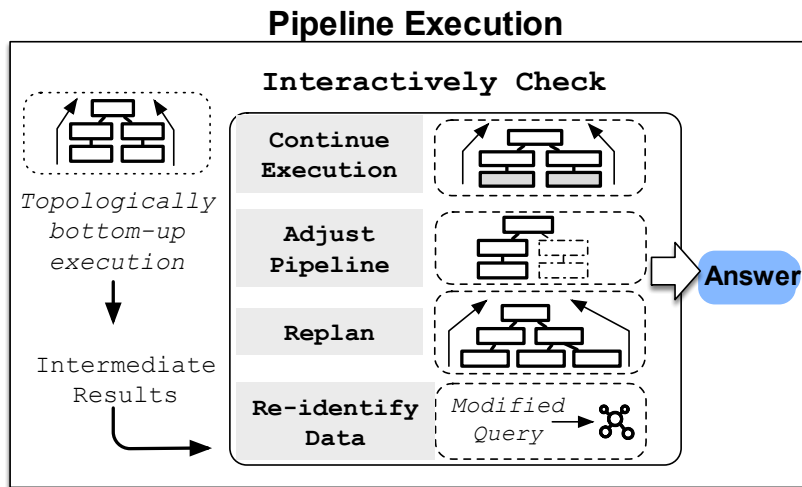 Pipeline Execution
Interactively Check
Topologically
bottom-up
execution
Intermediate
Results
Continue
Execution
Adjust
Pipeline
Replan
Re-identify
Data
Modified
Query
Answer